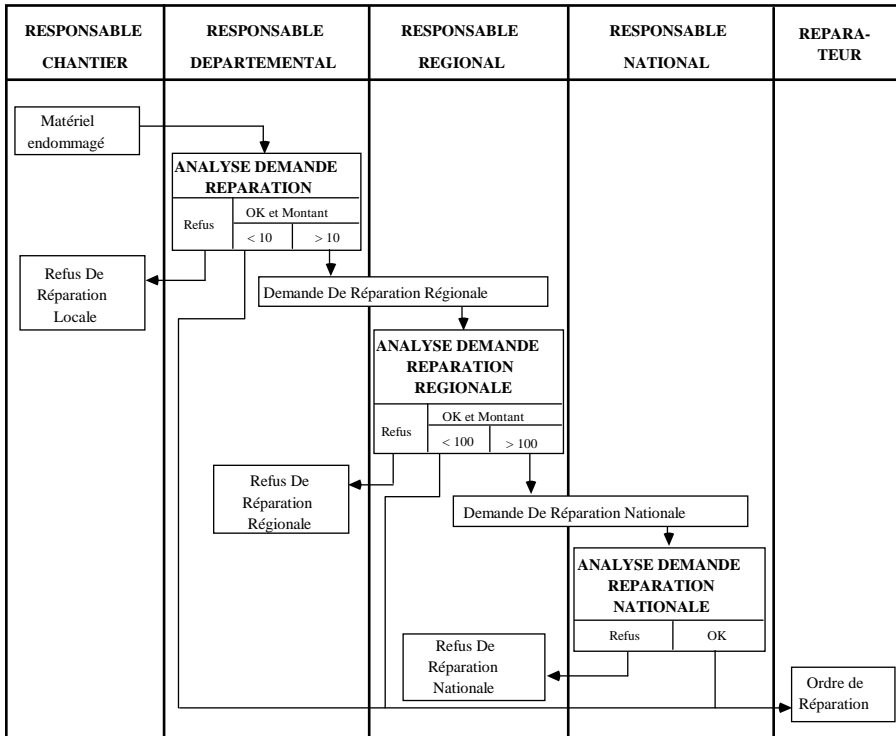 RESPONSABLE
CHANTIER
RESPONSABLE
DEPARTEMENTAL
RESPONSABLE
REGIONAL
RESPONSABLE
NATIONAL
REPARA-
TEUR
Matériel
endommagé
ANALYSE DEMANDE
REPARATION
Refus
OK et Montant
< 10
> 10
Refus De
Réparation
Locale
Demande De Réparation Régionale
ANALYSE DEMANDE
REPARATION
REGIONALE
Refus
OK et Montant
< 100
> 100
Refus De
Réparation
Régionale
Demande De Réparation Nationale
ANALYSE DEMANDE
REPARATION
NATIONALE
Refus
OK
Refus De
Réparation
Nationale
Ordre de
Réparation